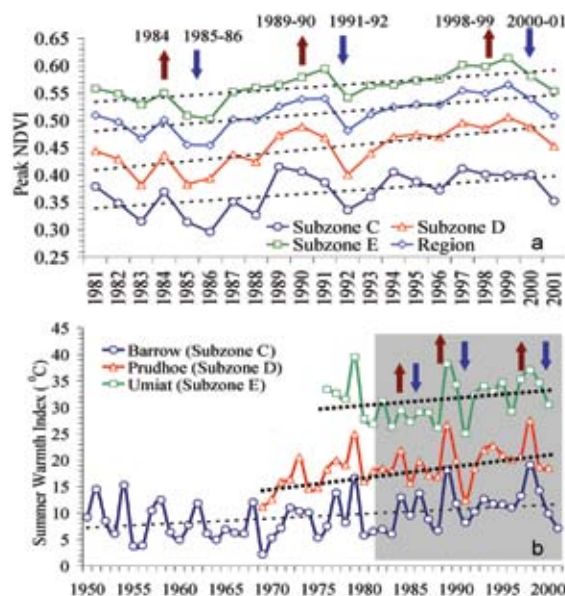 1984 1985-86 1989-90 1991-92 1998-99 2000-01
Peak NDVI
0.65
0.60
0.55
0.50
0.45
0.40
0.35
0.30
0.25
Subzone C Subzone D
Subzone E Region
a
1981 1982 1983 1984 1985 1986 1987 1988 1989 1990 1991 1992 1993 1994 1995 1996 1997 1998 1999 2000 2001
Summer Warmth Index ( ⁰C)
45
40
35
30
25
20
15
10
5
0
Barrow (Subzone C)
Prudhoe (Subzone D)
Umiat (Subzone E)
b
1950 1955 1960 1965 1970 1975 1980 1985 1990 1995 2000